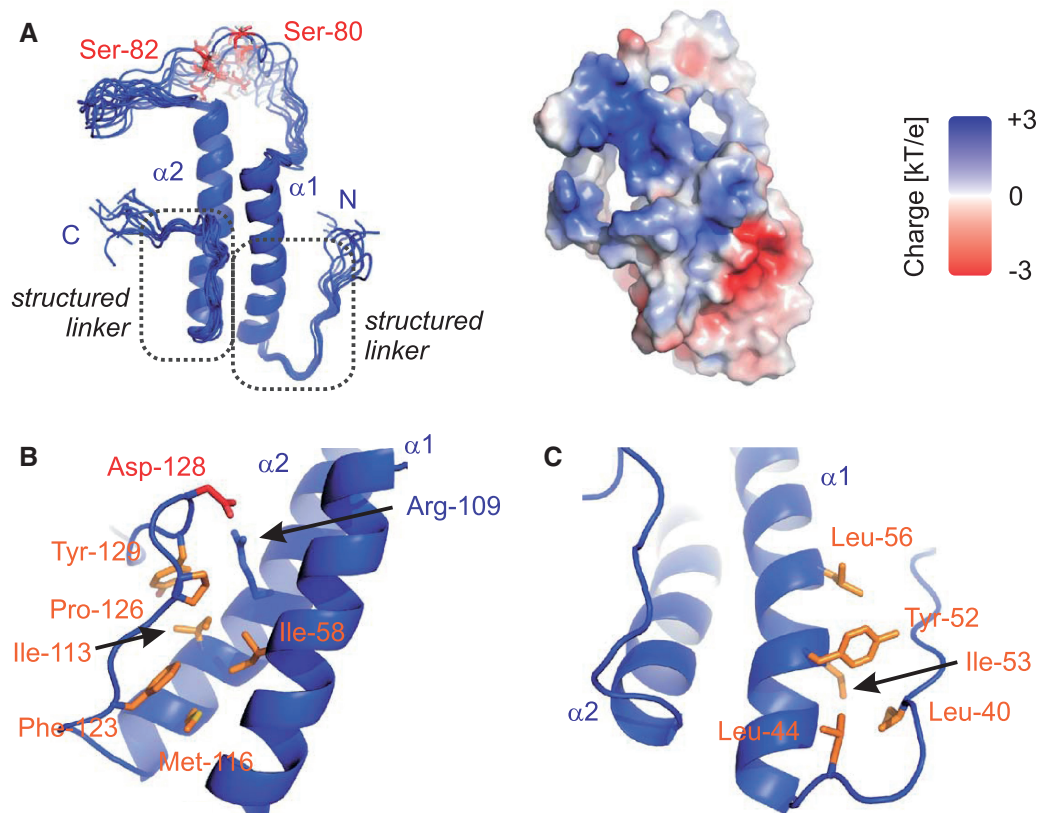 A
Ser-82
Ser-80
α2
α1
N
C
structured
linker
structured
linker
Charge [kT/e]
+3
0
-3
B
α1
α2
Asp-128
Arg-109
Tyr-129
Pro-126
Ile-113
Ile-58
Phe-123
Met-116
C
α1
Leu-56
Tyr-52
Ile-53
Leu-40
Leu-44
α2